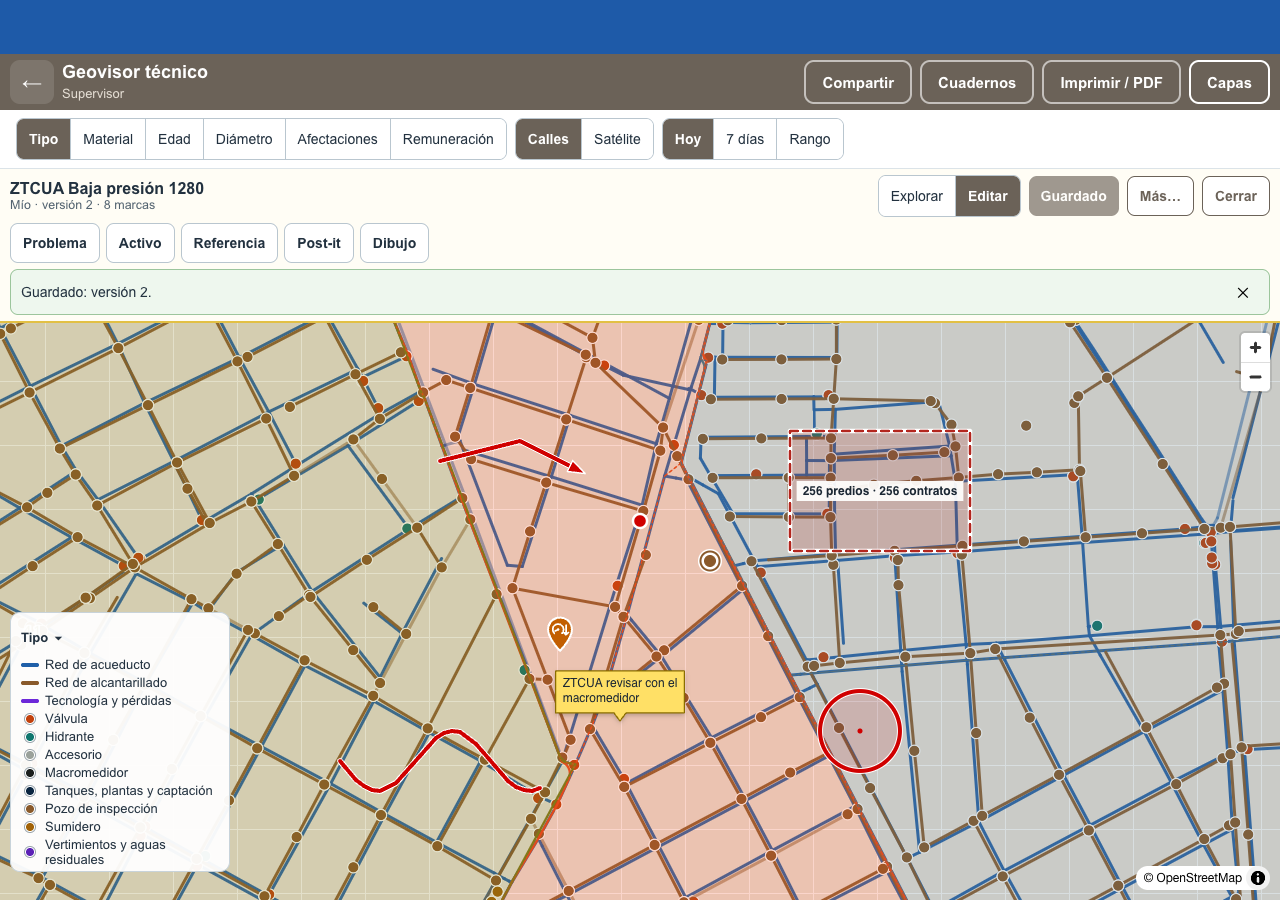 ←
Geovisor técnico
Supervisor
Compartir
Cuadernos
Imprimir / PDF
Capas
Tipo
Material
Edad
Diámetro
Afectaciones
Remuneración
Calles
Satélite
Hoy
7 días
Rango
ZTCUA Baja presión 1280
Mío · versión 2 · 8 marcas
Explorar
Editar
Guardado
Más...
Cerrar
Problema
Activo
Referencia
Post-it
Dibujo
Guardado: versión 2.
×
+
−
256 predios · 256 contratos
ZTCUA revisar con el
macromedidor
Tipo
Red de acueducto
Red de alcantarillado
Tecnología y pérdidas
Válvula
Hidrante
Accesorio
Macromedidor
Tanques, plantas y captación
Pozo de inspección
Sumidero
Vertimientos y aguas
residuales
© OpenStreetMap